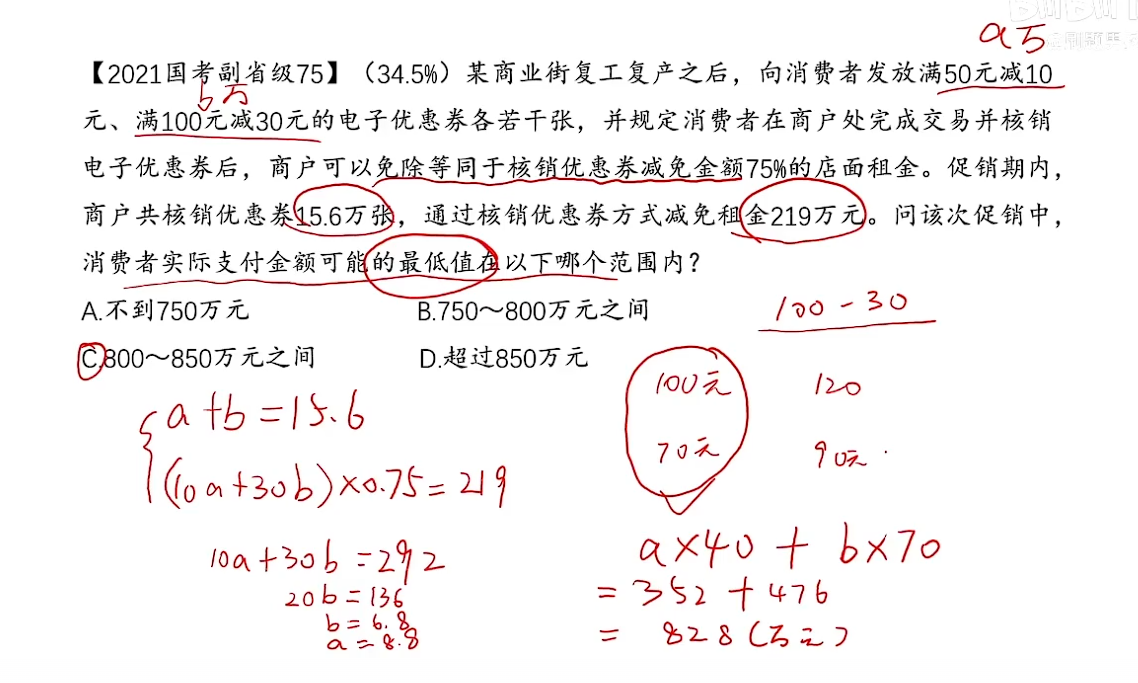 a万
刷题
【2021国考副省级75】（34.5%）某商业街复工复产之后，向消费者发放满50元减10
b万
元、满100元减30元的电子优惠券各若干张，并规定消费者在商户处完成交易并核销
电子优惠券后，商户可以免除等同于核销优惠券减免金额75%的店面租金。促销期内，
商户共核销优惠券15.6万张，通过核销优惠券方式减免租金219万元。问该次促销中，
消费者实际支付金额可能的最低值在以下哪个范围内？
A.不到750万元 B.750～800万元之间
100-30
C.800～850万元之间 D.超过850万元
100元 120
70元 90元
a+b=15.6
(10a+30b)×0.75=219
10a+30b=292
20b=136
b=6.8
a=8.8
a×40+b×70
=352+476
=828(万元)